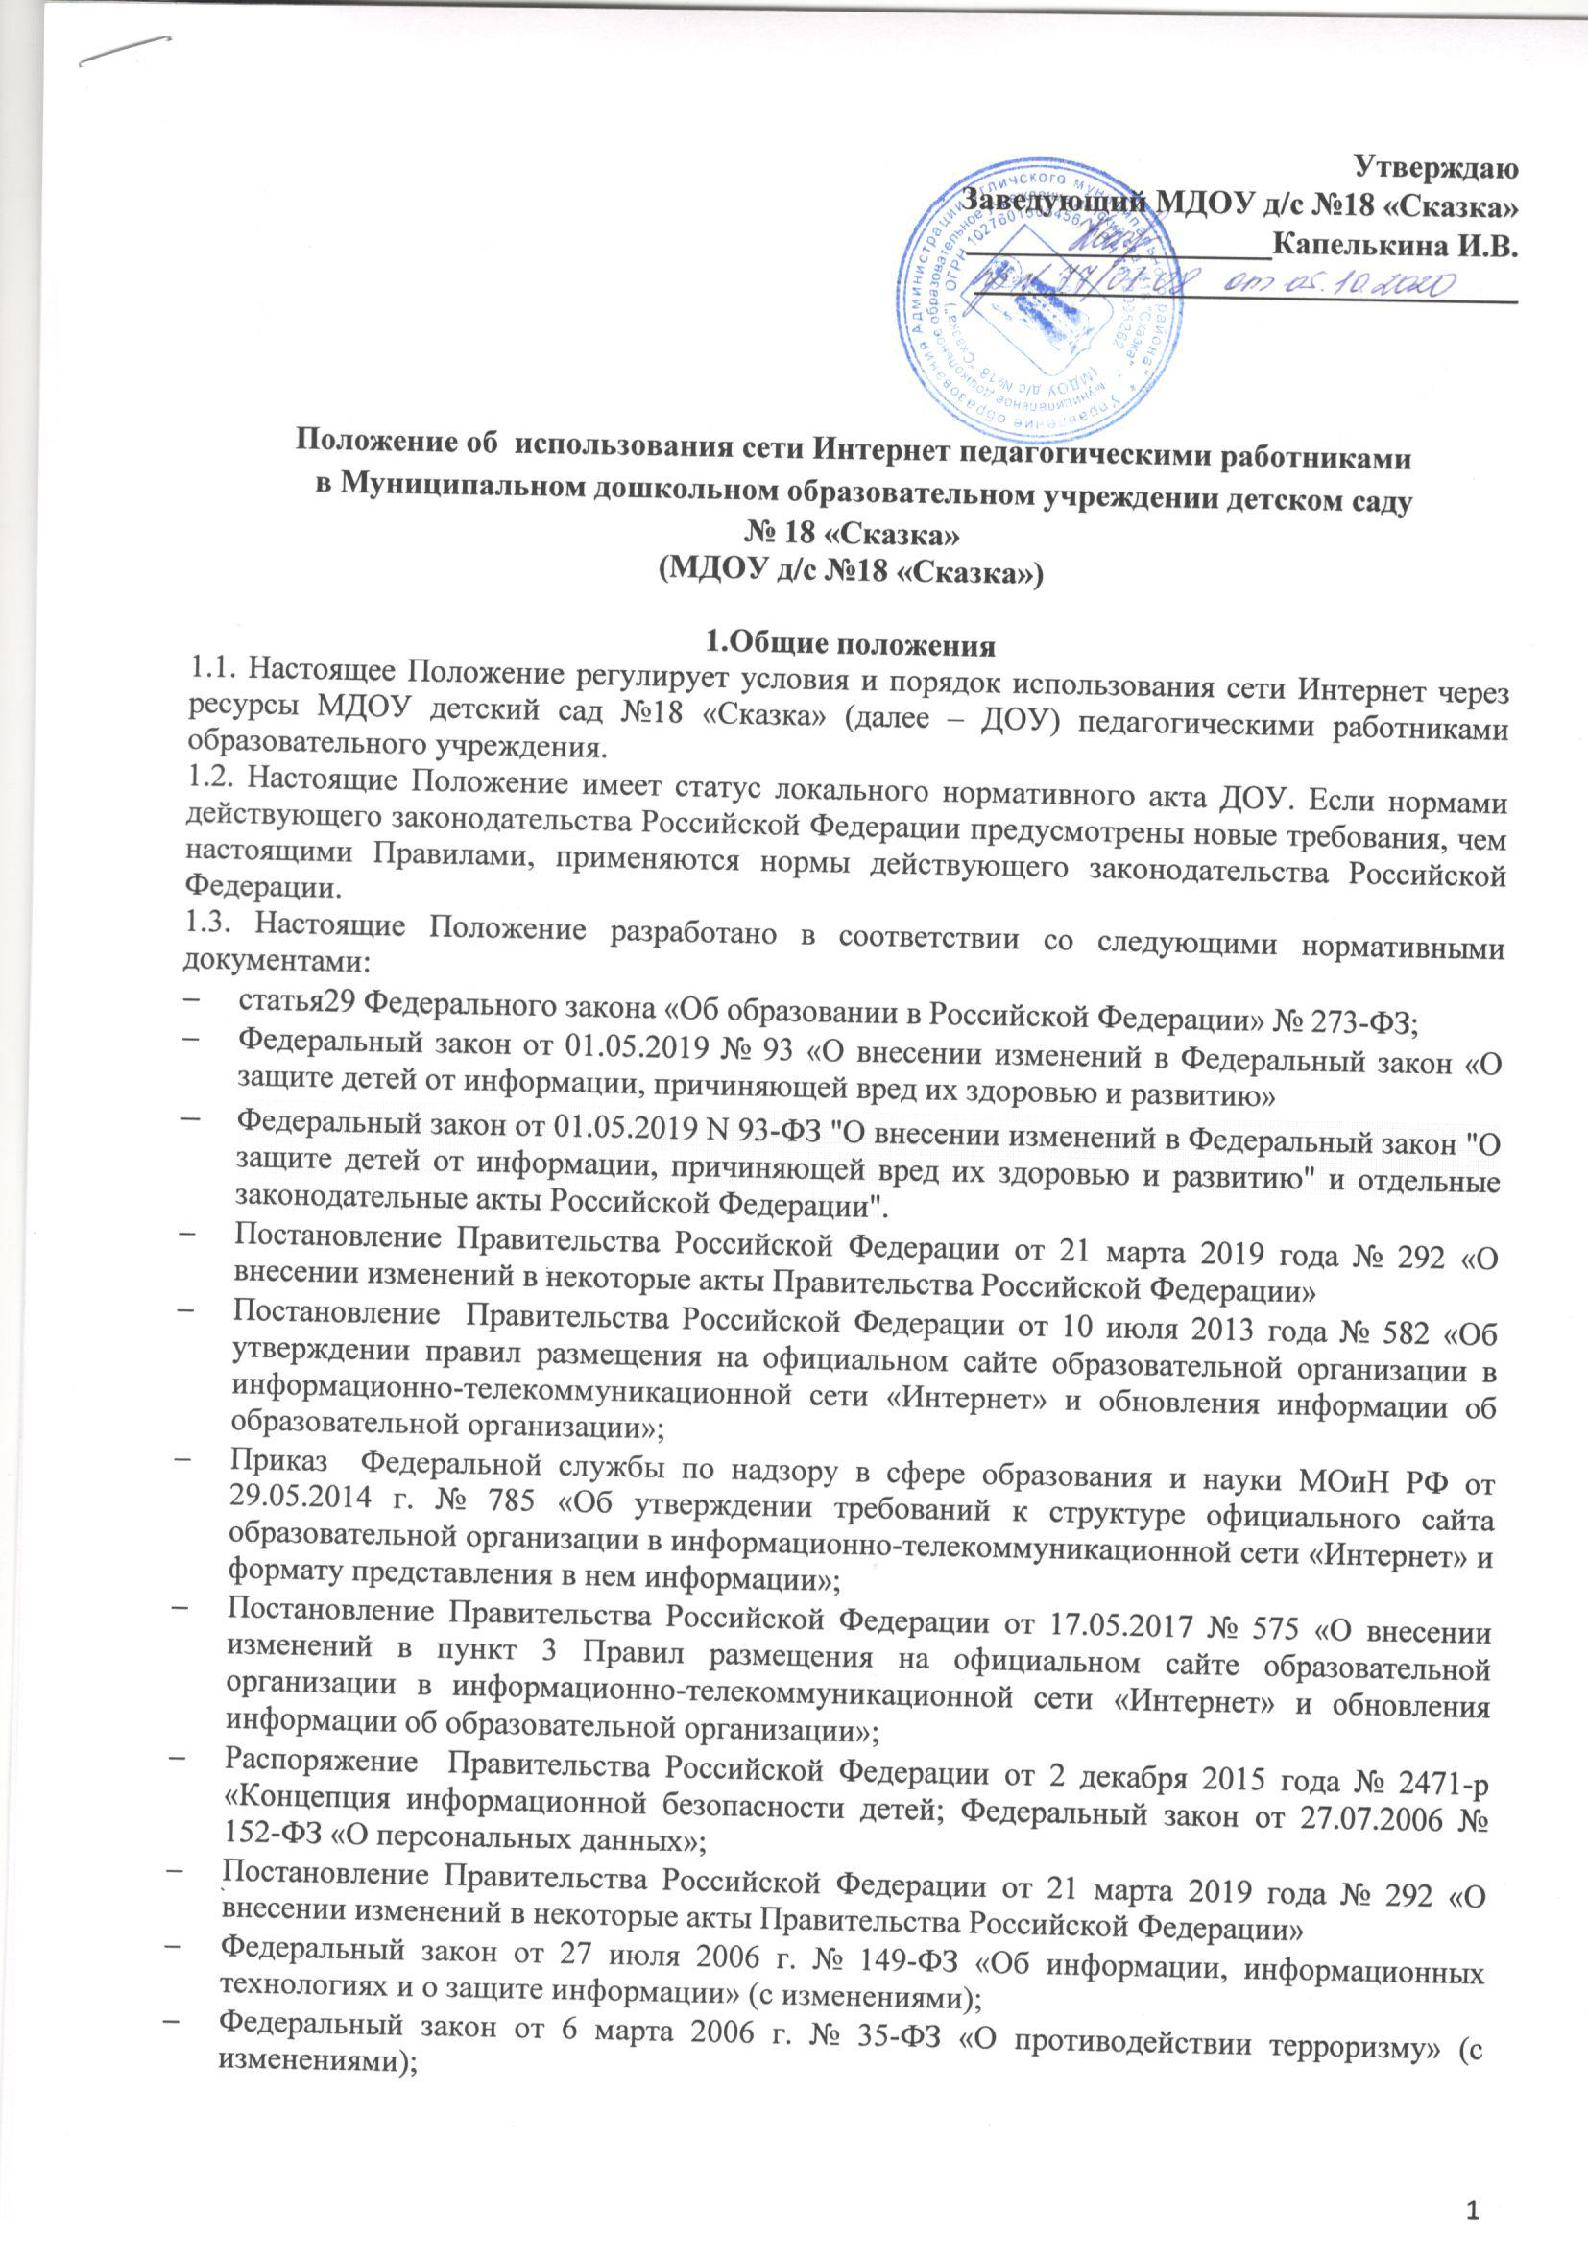 Утверждаю
Заведующий МДОУ д/с №18 «Сказка»
__________________Капелькина И.В.
77/01-08 от 05.10.2020
Положение об использования сети Интернет педагогическими работниками
в Муниципальном дошкольном образовательном учреждении детском саду
№ 18 «Сказка»
(МДОУ д/с №18 «Сказка»)
1.Общие положения
1.1. Настоящее Положение регулирует условия и порядок использования сети Интернет через
ресурсы МДОУ детский сад №18 «Сказка» (далее – ДОУ) педагогическими работниками
образовательного учреждения.
1.2. Настоящие Положение имеет статус локального нормативного акта ДОУ. Если нормами
действующего законодательства Российской Федерации предусмотрены новые требования, чем
настоящими Правилами, применяются нормы действующего законодательства Российской
Федерации.
1.3. Настоящие Положение разработано в соответствии со следующими нормативными
документами:
– статья29 Федерального закона «Об образовании в Российской Федерации» № 273-ФЗ;
– Федеральный закон от 01.05.2019 № 93 «О внесении изменений в Федеральный закон «О
защите детей от информации, причиняющей вред их здоровью и развитию»
– Федеральный закон от 01.05.2019 N 93-ФЗ "О внесении изменений в Федеральный закон "О
защите детей от информации, причиняющей вред их здоровью и развитию" и отдельные
законодательные акты Российской Федерации".
– Постановление Правительства Российской Федерации от 21 марта 2019 года № 292 «О
внесении изменений в некоторые акты Правительства Российской Федерации»
– Постановление Правительства Российской Федерации от 10 июля 2013 года № 582 «Об
утверждении правил размещения на официальном сайте образовательной организации в
информационно-телекоммуникационной сети «Интернет» и обновления информации об
образовательной организации»;
– Приказ Федеральной службы по надзору в сфере образования и науки МОиН РФ от
29.05.2014 г. № 785 «Об утверждении требований к структуре официального сайта
образовательной организации в информационно-телекоммуникационной сети «Интернет» и
формату представления в нем информации»;
– Постановление Правительства Российской Федерации от 17.05.2017 № 575 «О внесении
изменений в пункт 3 Правил размещения на официальном сайте образовательной
организации в информационно-телекоммуникационной сети «Интернет» и обновления
информации об образовательной организации»;
– Распоряжение Правительства Российской Федерации от 2 декабря 2015 года № 2471-р
«Концепция информационной безопасности детей; Федеральный закон от 27.07.2006 №
152-ФЗ «О персональных данных»;
– Постановление Правительства Российской Федерации от 21 марта 2019 года № 292 «О
внесении изменений в некоторые акты Правительства Российской Федерации»
– Федеральный закон от 27 июля 2006 г. № 149-ФЗ «Об информации, информационных
технологиях и о защите информации» (с изменениями);
– Федеральный закон от 6 марта 2006 г. № 35-ФЗ «О противодействии терроризму» (с
изменениями);
1